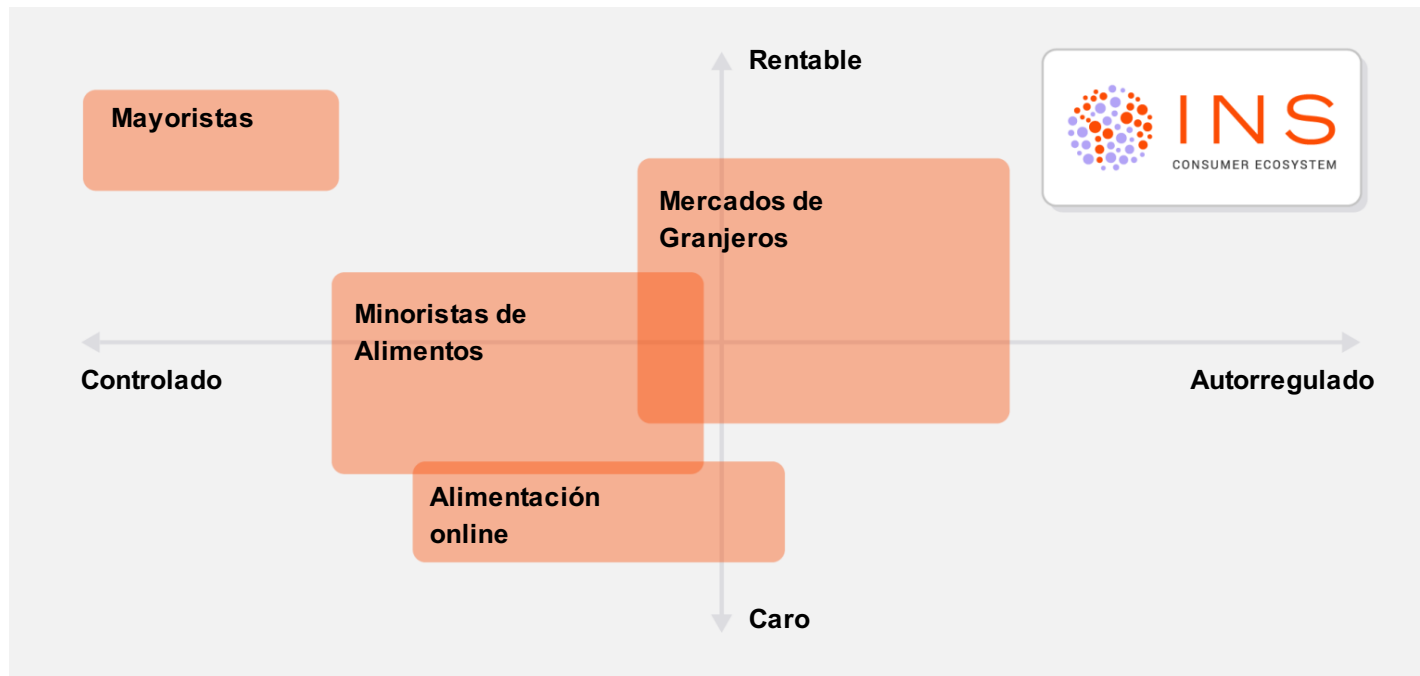 Rentable
Mayoristas
INS
CONSUMER ECOSYSTEM
Mercados de
Granjeros
Minoristas de
Alimentos
Controlado
Autorregulado
Alimentación
online
Caro